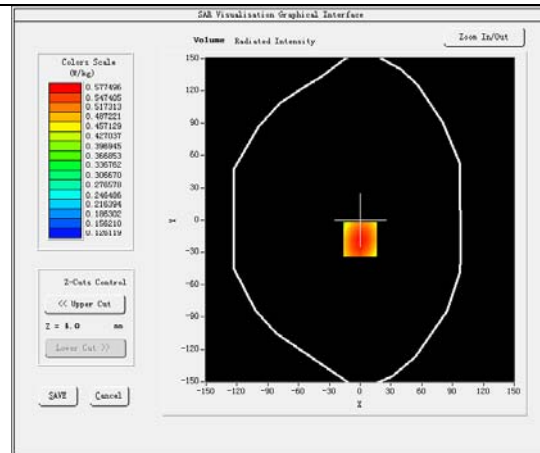 SAR Visualisation Graphical Interface
Volume Radiated Intensity
Zoom In/Out
Colors Scale
(W/kg)
0.577496
0.547405
0.517313
0.487221
0.457129
0.427037
0.396945
0.366853
0.336762
0.306670
0.276578
0.246486
0.216394
0.186302
0.156210
0.126119
Z-Cuts Control
<< Upper Cut
Z = 4.0 mm
Lower Cut >>
SAVE Cancel
150
120
90
60
30
0
-30
-60
-90
-120
-150
Y
-150 -120 -90 -60 -30 0 30 60 90 120 150
X